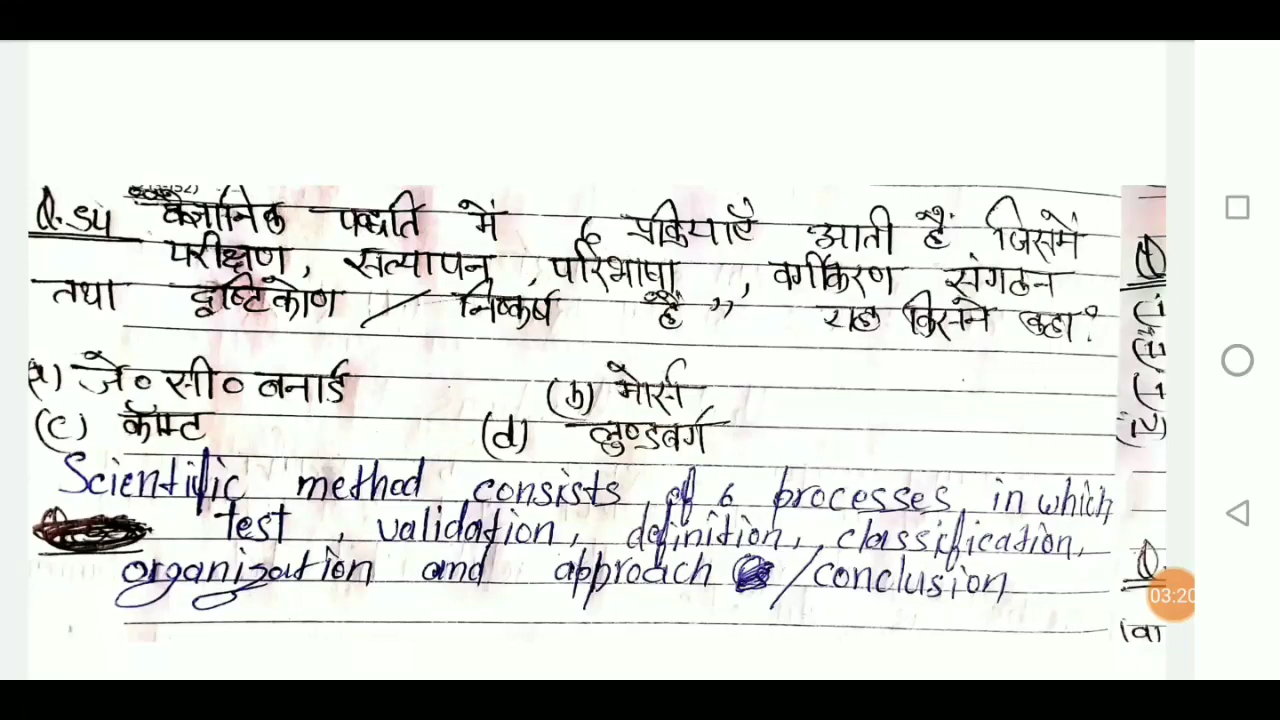 Q.54 वैज्ञानिक पद्धति में 6 प्रक्रियाएँ आती हैं जिसमें
परीक्षण, सत्यापन, परिभाषा, वर्गीकरण संगठन
तथा दृष्टिकोण / निष्कर्ष हैं" यह किसने कहा?
(a) जे० सी० बनार्ड (b) मोर्स
(c) कॉम्ट (d) लुण्डबर्ग
Scientific method consists of 6 processes in which
test, validation, definition, classification,
organization and approach /conclusion
Q.
03:20
(a)